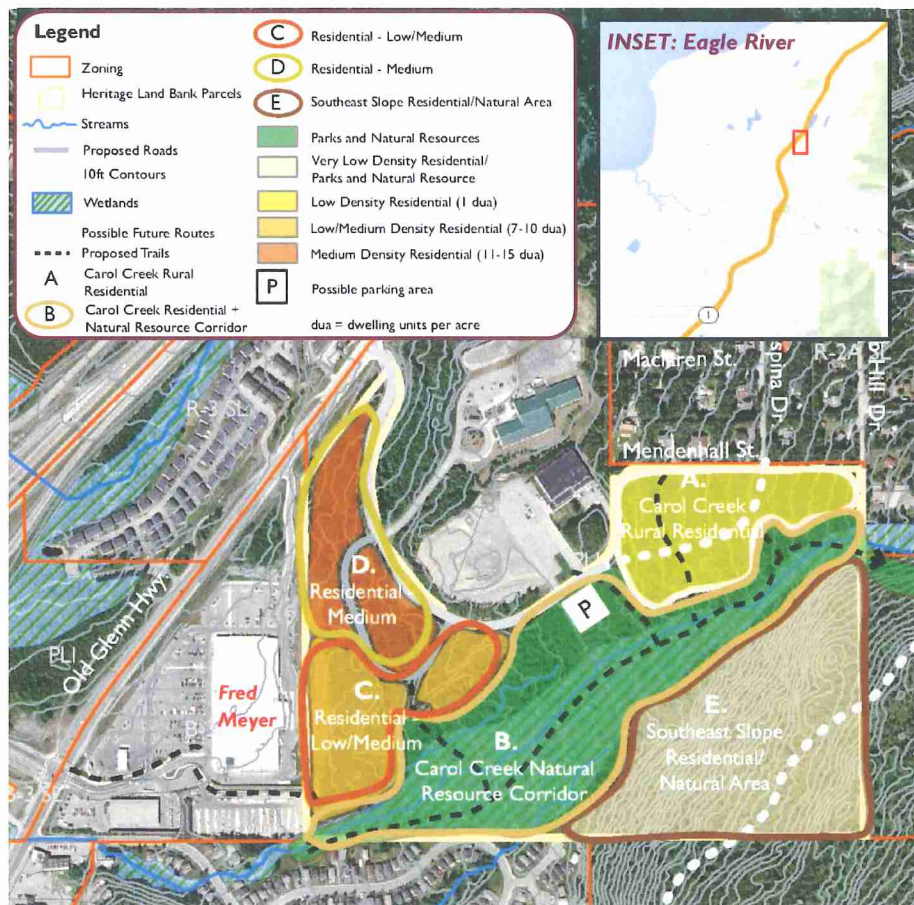 Legend
Zoning
Heritage Land Bank Parcels
Streams
Proposed Roads
10ft Contours
Wetlands
Possible Future Routes
Proposed Trails
A
Carol Creek Rural
Residential
B
Carol Creek Residential +
Natural Resource Corridor
C
Residential - Low/Medium
D
Residential - Medium
E
Southeast Slope Residential/Natural Area
Parks and Natural Resources
Very Low Density Residential/
Parks and Natural Resource
Low Density Residential (1 dua)
Low/Medium Density Residential (7-10 dua)
Medium Density Residential (11-15 dua)
P
Possible parking area
dua = dwelling units per acre
INSET: Eagle River
1
Maclaren St.
R-2A
spina Dr.
Hill Dr.
Mendenhall St.
R-3 SL
A.
Carol Creek
Rural Residential
D.
Residential -
Medium
P
Old Glenn Hwy.
PLI
Fred
Meyer
C.
Residential -
Low/Medium
B.
Carol Creek Natural
Resource Corridor
E.
Southeast Slope
Residential/
Natural Area